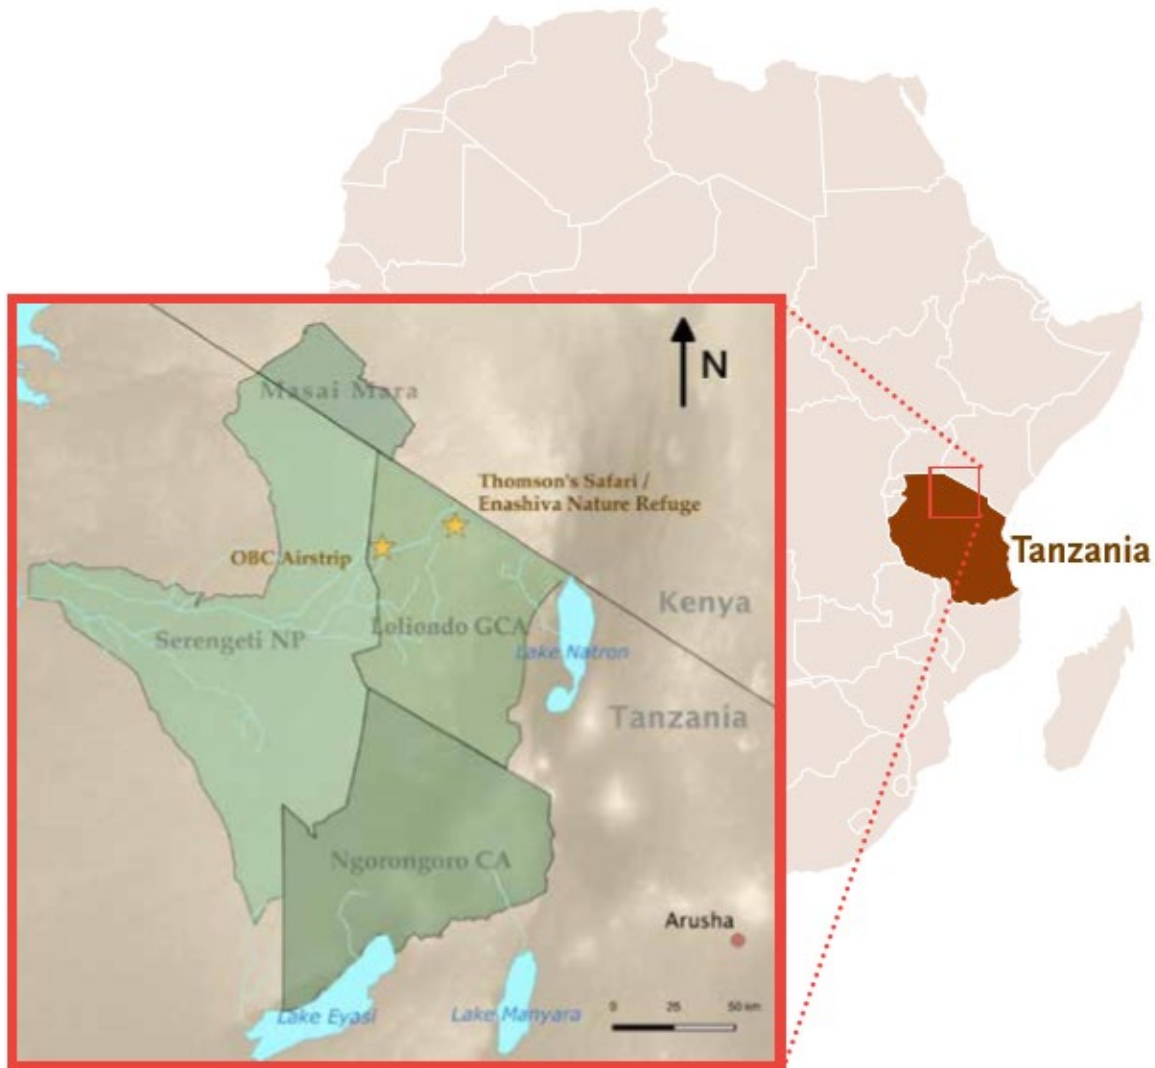 Masai Mara
N
Thomson's Safari /
Enashiva Nature Refuge
OBC Airstrip
Tanzania
Kenya
Serengeti NP
Loliondo GCA
Lake Natron
Tanzania
Ngorongoro CA
Arusha
0 25 50 km
Lake Eyasi
Lake Manyara